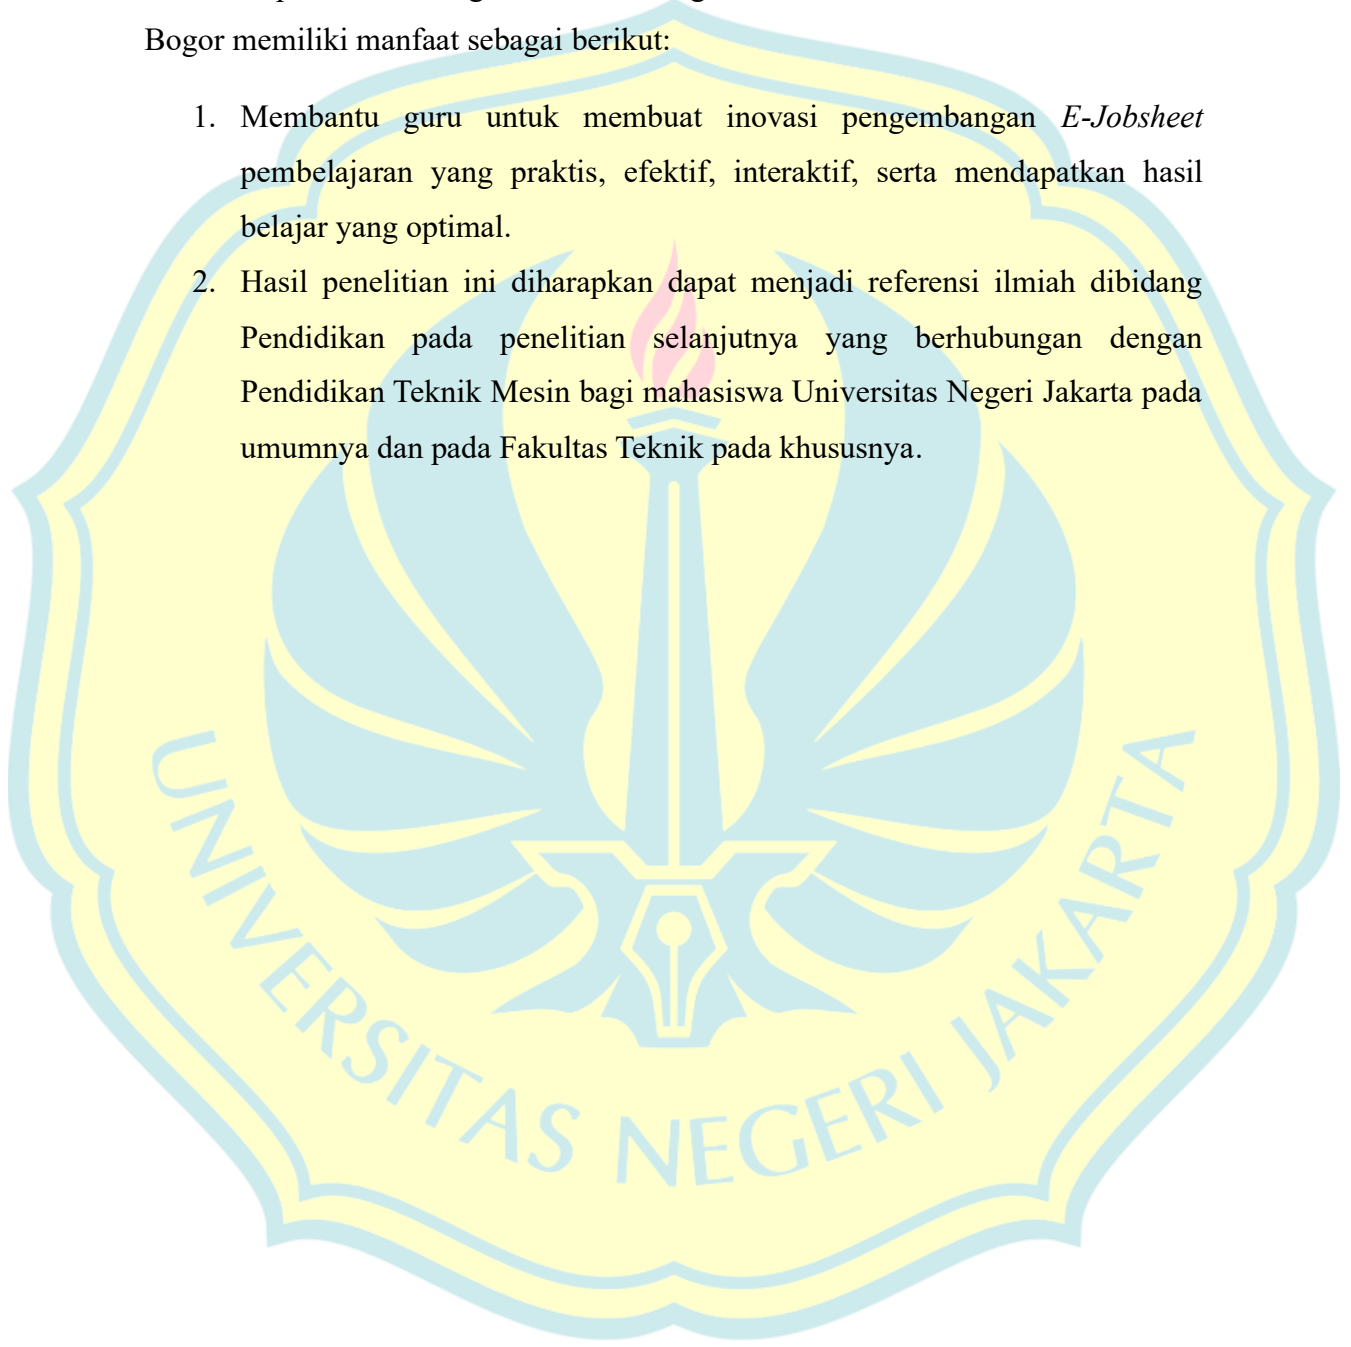 Bogor memiliki manfaat sebagai berikut:
1. Membantu guru untuk membuat inovasi pengembangan E-Jobsheet
pembelajaran yang praktis, efektif, interaktif, serta mendapatkan hasil
belajar yang optimal.
2. Hasil penelitian ini diharapkan dapat menjadi referensi ilmiah dibidang
Pendidikan pada penelitian selanjutnya yang berhubungan dengan
Pendidikan Teknik Mesin bagi mahasiswa Universitas Negeri Jakarta pada
umumnya dan pada Fakultas Teknik pada khususnya.
UNIVERSITAS NEGERI JAKARTA